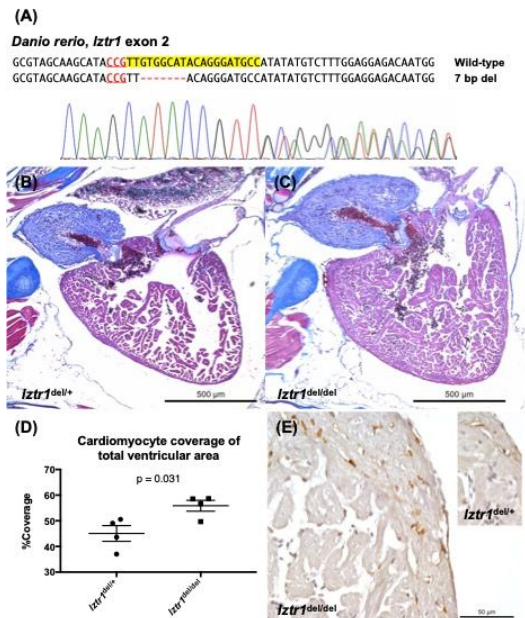 (A)
Danio rerio, lztr1 exon 2
GCGTAGCAAGCATACCGTTGTGGCATACAGGGATGCCATATATGTCTTTGGAGGAGACAATGG Wild-type
GCGTAGCAAGCATACCGTT-------ACAGGGATGCCATATATGTCTTTGGAGGAGACAATGG 7 bp del
(B)
lztr1del/+
500 µm
(C)
lztr1del/del
500 µm
(D)
Cardiomyocyte coverage of
total ventricular area
p = 0.031
%Coverage
70
60
50
40
30
lztr1del/+
lztr1del/del
(E)
lztr1del/del
lztr1del/+
50 µm